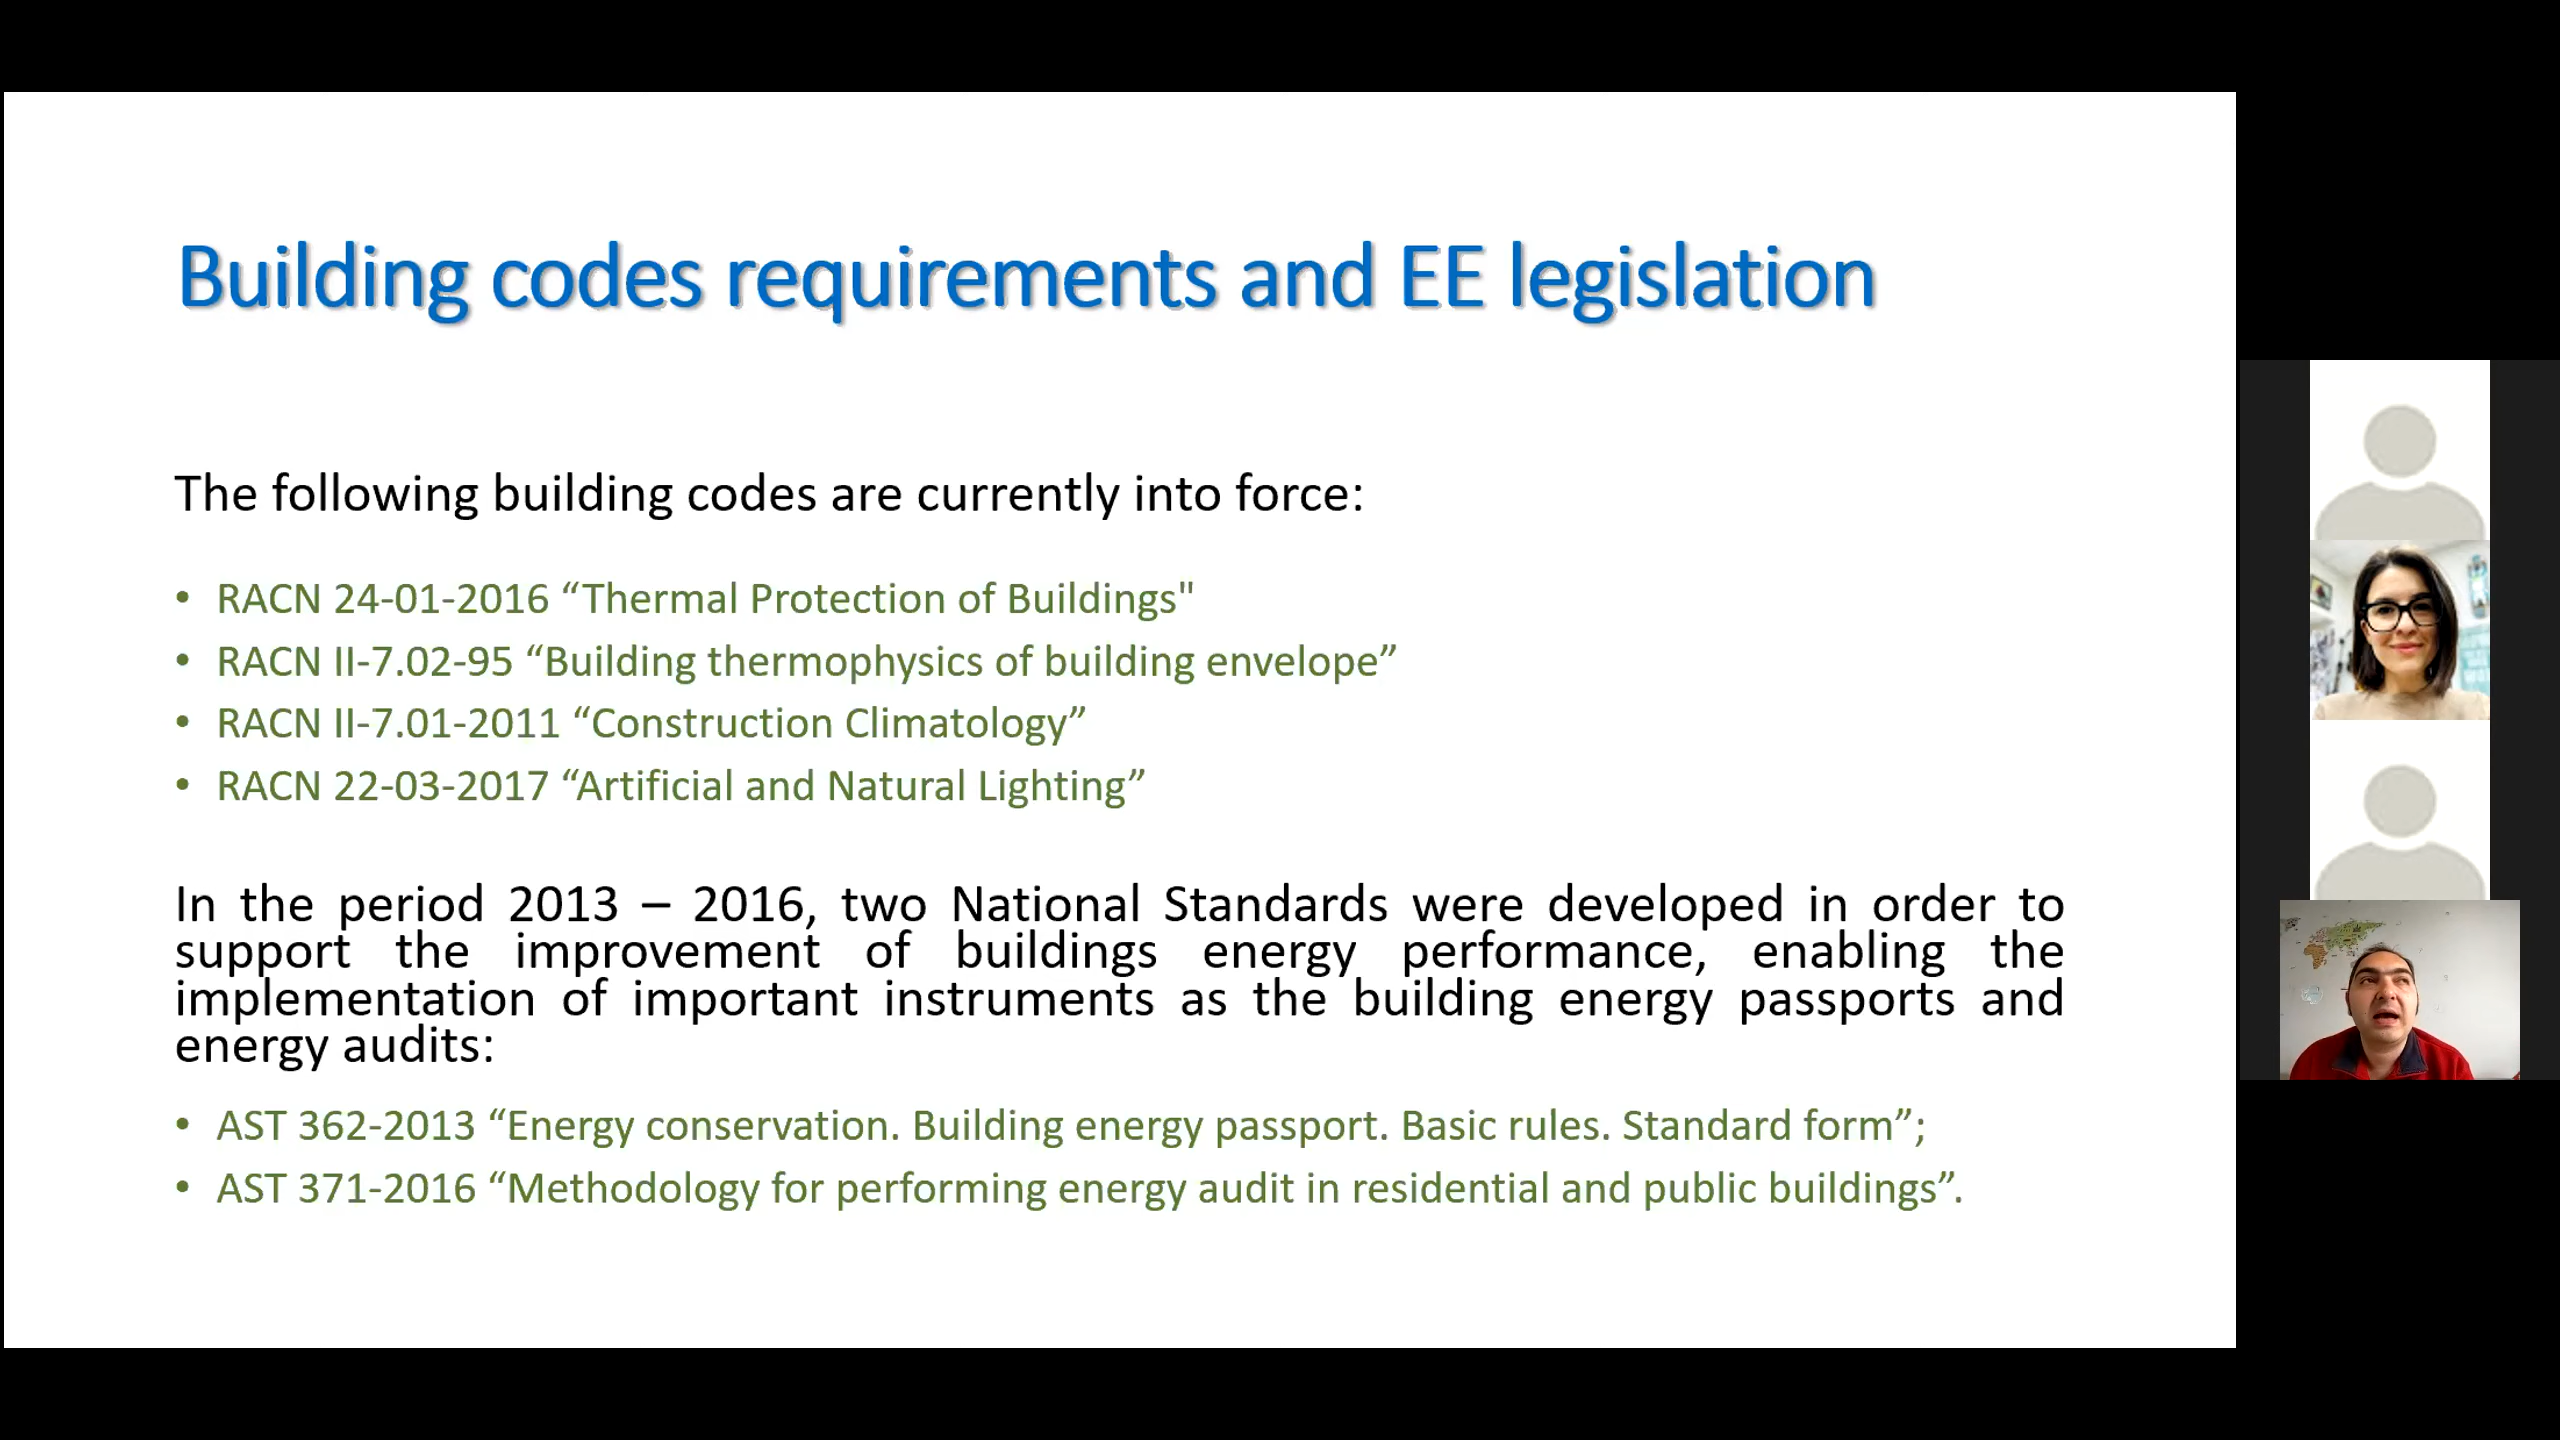 Building codes requirements and EE legislation
The following building codes are currently into force:
• RACN 24-01-2016 “Thermal Protection of Buildings"
• RACN II-7.02-95 “Building thermophysics of building envelope”
• RACN II-7.01-2011 “Construction Climatology”
• RACN 22-03-2017 “Artificial and Natural Lighting”
In the period 2013 – 2016, two National Standards were developed in order to
support the improvement of buildings energy performance, enabling the
implementation of important instruments as the building energy passports and
energy audits:
• AST 362-2013 “Energy conservation. Building energy passport. Basic rules. Standard form”;
• AST 371-2016 “Methodology for performing energy audit in residential and public buildings”.